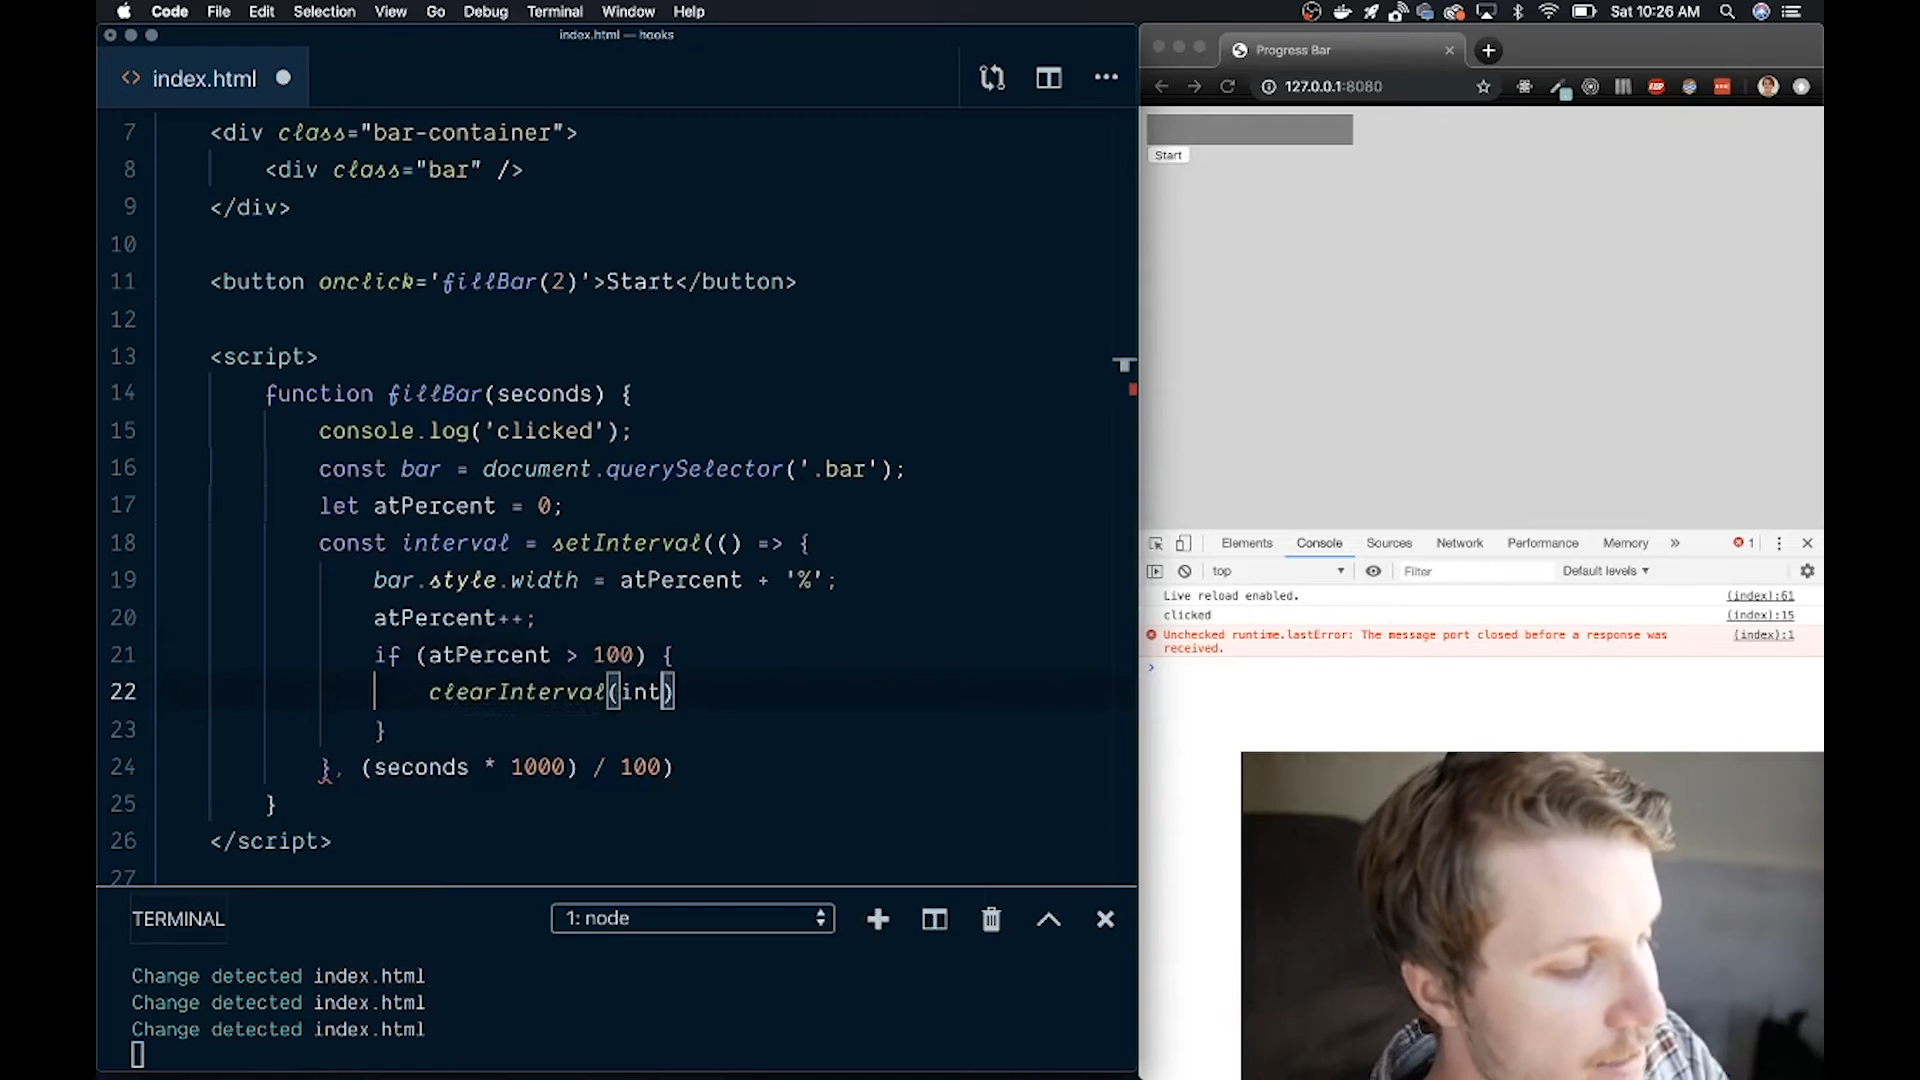 Code File Edit Selection View Go Debug Terminal Window Help
Sat 10:26 AM
index.html — hooks
<> index.html
7 <div class="bar-container">
8 <div class="bar" />
9 </div>
10
11 <button onclick='fillBar(2)'>Start</button>
12
13 <script>
14 function fillBar(seconds) {
15 console.log('clicked');
16 const bar = document.querySelector('.bar');
17 let atPercent = 0;
18 const interval = setInterval(() => {
19 bar.style.width = atPercent + '%';
20 atPercent++;
21 if (atPercent > 100) {
22 clearInterval(int)
23 }
24 }, (seconds * 1000) / 100)
25 }
26 </script>
27
TERMINAL
1: node
Change detected index.html
Change detected index.html
Change detected index.html
Progress Bar
127.0.0.1:8080
ABP
Start
Elements Console Sources Network Performance Memory » 1
top Filter Default levels
Live reload enabled. (index):61
clicked (index):15
Unchecked runtime.lastError: The message port closed before a response was (index):1
received.